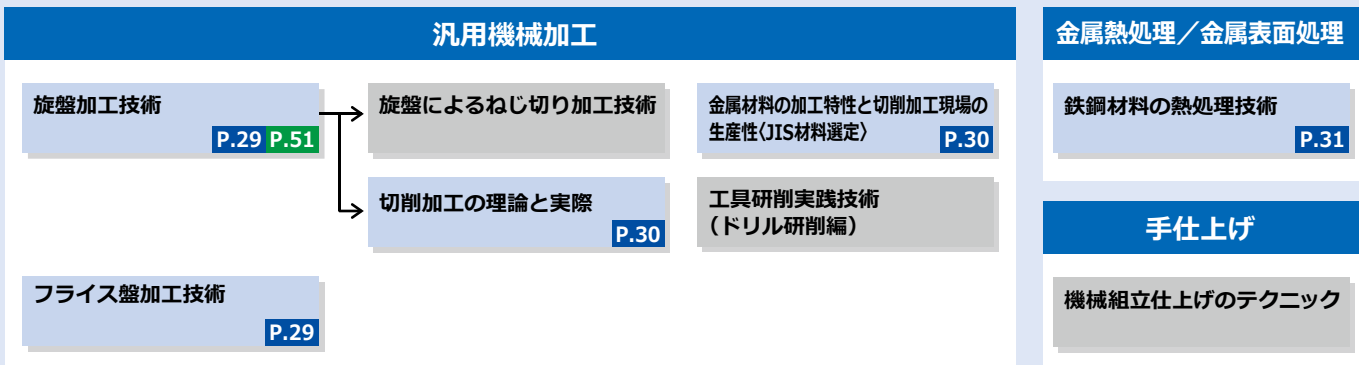 汎用機械加工
旋盤加工技術
P.29 P.51
旋盤によるねじ切り加工技術
金属材料の加工特性と切削加工現場の
生産性〈JIS材料選定〉
P.30
切削加工の理論と実際
P.30
工具研削実践技術
（ドリル研削編）
フライス盤加工技術
P.29
金属熱処理／金属表面処理
鉄鋼材料の熱処理技術
P.31
手仕上げ
機械組立仕上げのテクニック